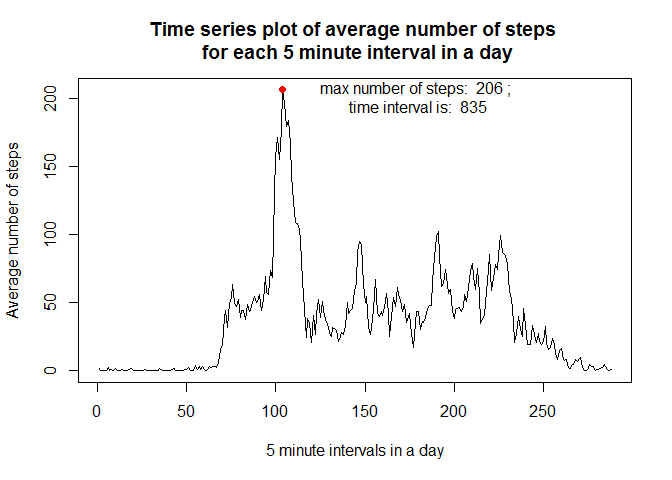 Time series plot of average number of steps
for each 5 minute interval in a day
max number of steps:  206 ;
time interval is:  835
Average number of steps
200
150
100
50
0
0 50 100 150 200 250
5 minute intervals in a day